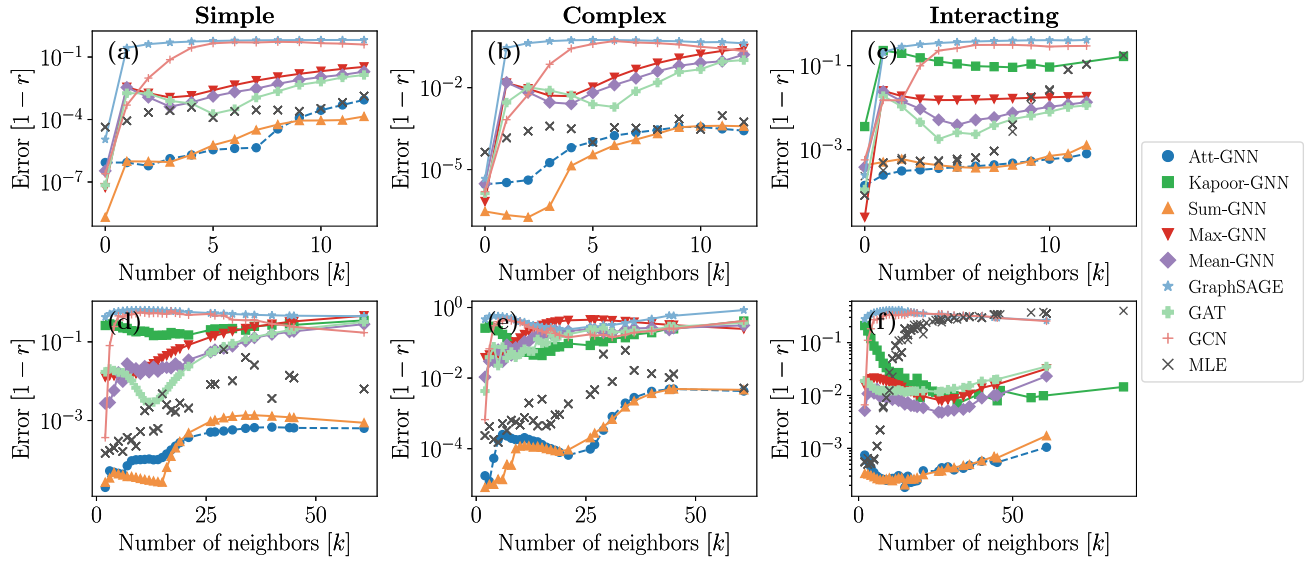 Simple
Complex
Interacting
(a)
(b)
(c)
Error [1 − r]
10⁻¹
10⁻⁴
10⁻⁷
0
5
10
Number of neighbors [k]
Error [1 − r]
10⁻²
10⁻⁵
0
5
10
Number of neighbors [k]
Error [1 − r]
10⁻¹
10⁻³
0
10
Number of neighbors [k]
(d)
(e)
(f)
Error [1 − r]
10⁻¹
10⁻³
0
25
50
Number of neighbors [k]
Error [1 − r]
10⁰
10⁻²
10⁻⁴
0
25
50
Number of neighbors [k]
Error [1 − r]
10⁻¹
10⁻²
10⁻³
0
50
Number of neighbors [k]
Att-GNN
Kapoor-GNN
Sum-GNN
Max-GNN
Mean-GNN
GraphSAGE
GAT
GCN
MLE